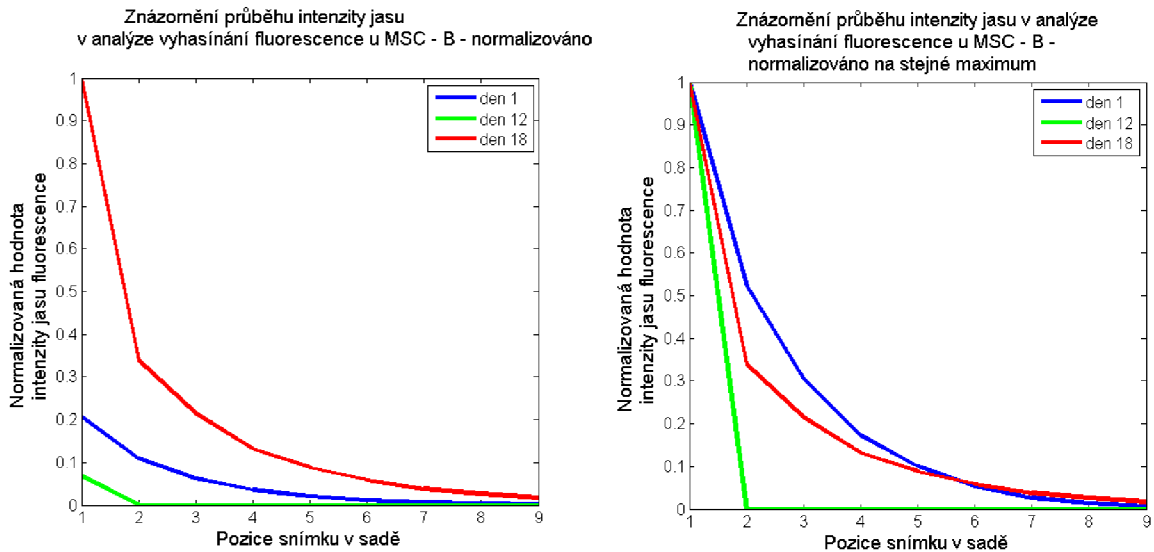 Znázornění průběhu intenzity jasu
v analýze vyhasínání fluorescence u MSC - B - normalizováno
1
0.9
0.8
0.7
0.6
0.5
0.4
0.3
0.2
0.1
0
1 2 3 4 5 6 7 8 9
den 1
den 12
den 18
Normalizovaná hodnota
intenzity jasu fluorescence
Pozice snímku v sadě
Znázornění průběhu intenzity jasu v analýze
vyhasínání fluorescence u MSC - B -
normalizováno na stejné maximum
1
0.9
0.8
0.7
0.6
0.5
0.4
0.3
0.2
0.1
0
1 2 3 4 5 6 7 8 9
den 1
den 12
den 18
Normalizovaná hodnota
intenzity jasu fluorescence
Pozice snímku v sadě